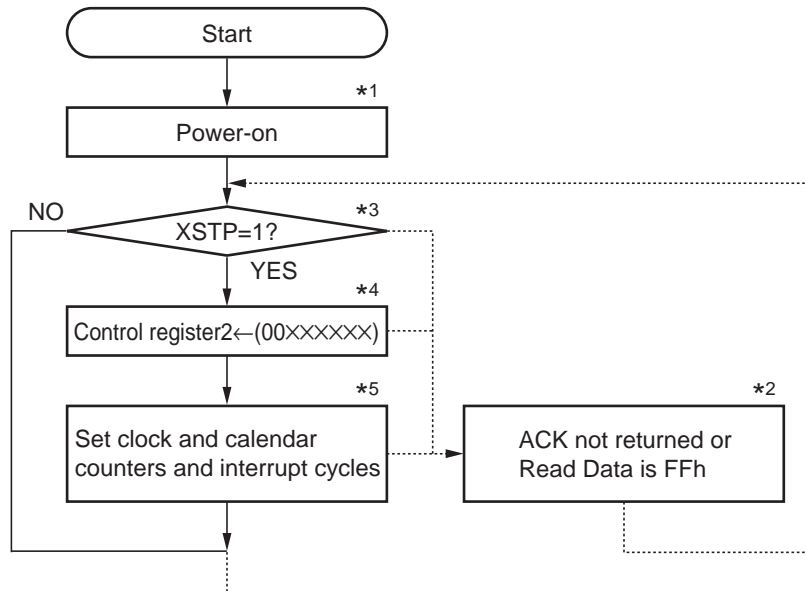 Start
*1
Power-on
NO
*3
XSTP=1?
YES
*4
Control register2←(00XXXXXX)
*5
Set clock and calendar
counters and interrupt cycles
*2
ACK not returned or
Read Data is FFh